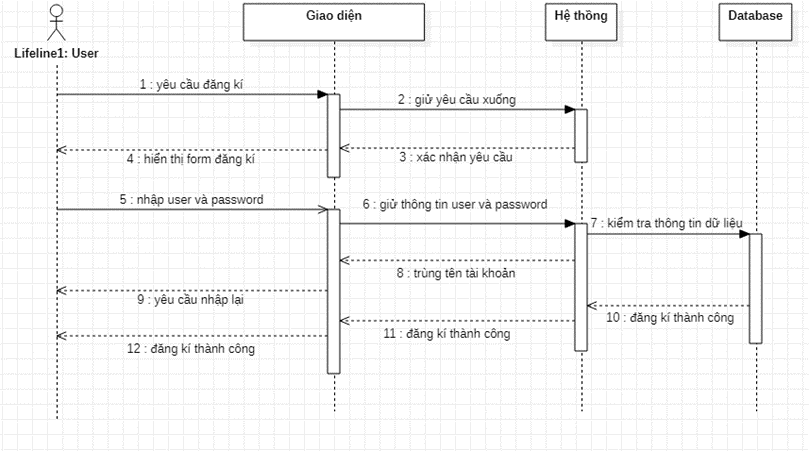 Giao diện
Hệ thồng
Database
Lifeline1: User
1 : yêu cầu đăng kí
2 : giử yêu cầu xuống
3 : xác nhận yêu cầu
4 : hiển thị form đăng kí
5 : nhập user và password
6 : giử thông tin user và password
7 : kiểm tra thông tin dữ liệu
8 : trùng tên tài khoản
9 : yêu cầu nhập lại
10 : đăng kí thành công
11 : đăng kí thành công
12 : đăng kí thành công